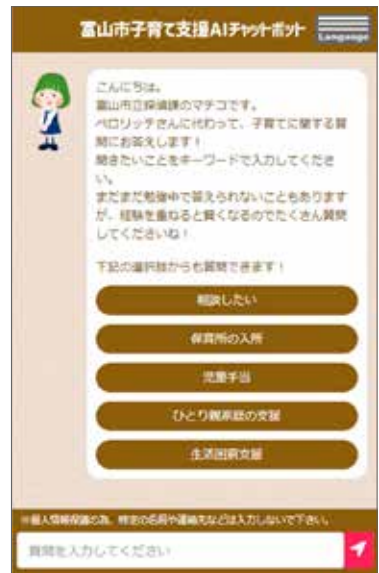 富山市子育て支援AIチャットボット
Language
こんにちは。
富山市立探偵課のマチコです。
ペロリッチさんに代わって、子育てに関する質
問にお答えします！
聞きたいことをキーワードで入力してくださ
い。
まだまだ勉強中で答えられないこともあります
が、経験を重ねると賢くなるのでたくさん質問
してくださいね！
下記の選択肢からも質問できます！
相談したい
保育所の入所
児童手当
ひとり親家庭の支援
生活困窮支援
※個人情報保護の為、特定の名前や連絡先などは入力しないで下さい。
質問を入力してください